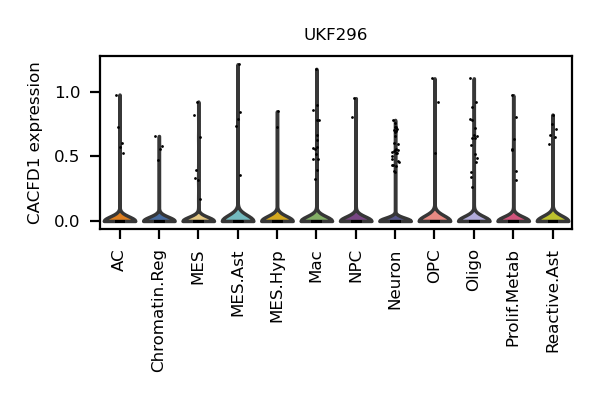 UKF296
CACFD1 expression
1.0
0.5
0.0
AC
Chromatin.Reg
MES
MES.Ast
MES.Hyp
Mac
NPC
Neuron
OPC
Oligo
Prolif.Metab
Reactive.Ast